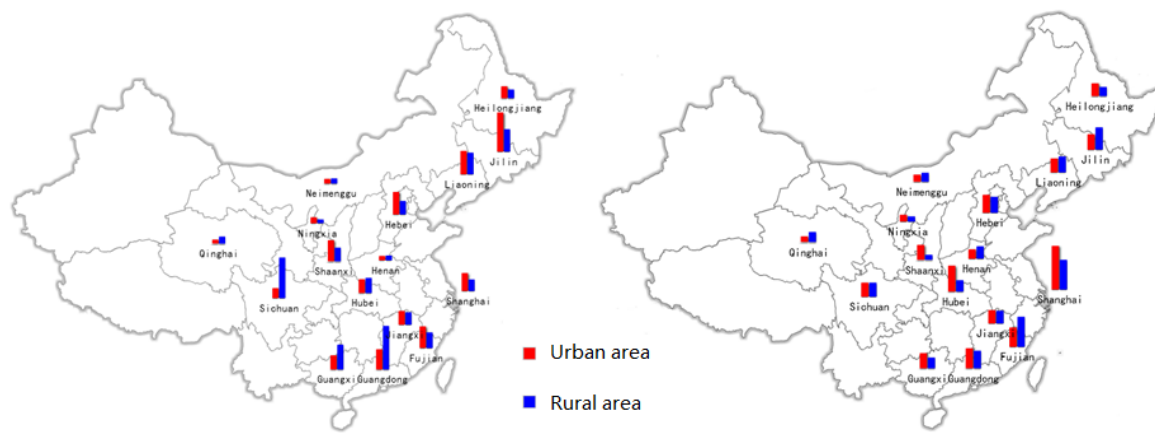 Heilongjiang
Jilin
Liaoning
Neimenggu
Hebei
Ningxia
Qinghai
Shaanxi
Henan
Sichuan
Hubei
Shanghai
Jiangxi
Fujian
Guangxi
Guangdong
Urban area
Rural area
Heilongjiang
Jilin
Liaoning
Neimenggu
Hebei
Ningxia
Qinghai
Shaanxi
Henan
Sichuan
Hubei
Shanghai
Jiangxi
Fujian
Guangxi
Guangdong